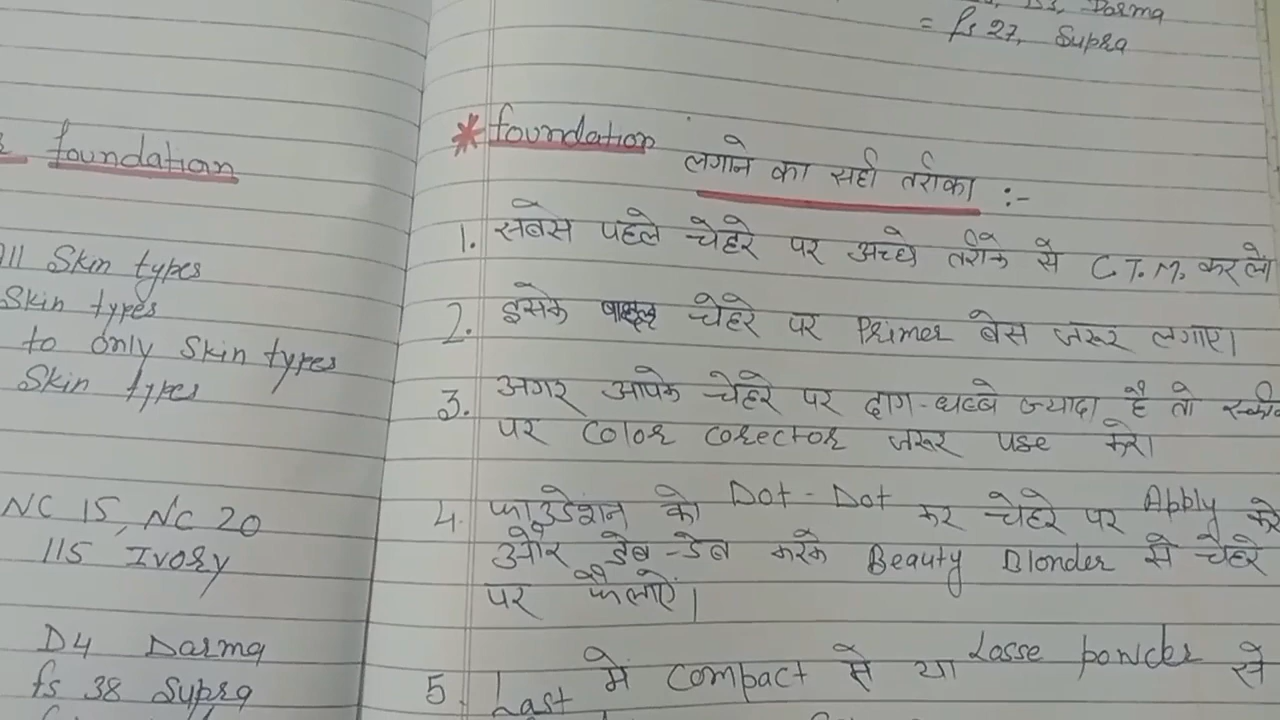 foundation
All Skin types
Skin types
to only Skin types
Skin types
NC 15, NC 20
115 Ivory
D4 Darma
fs 38 Supra
Darma
= fs 27, Supra
* foundation लगाने का सही तरीका :-
1. सबसे पहले चेहरे पर अच्छे तरीके से C.T.M. कर लो
2. इसके बाद चेहरे पर Primer बेस जरूर लगाए।
3. अगर आपके चेहरे पर दाग-धब्बे ज्यादा है तो
पर Color Corector जरूर use करे।
4. फाउंडेशन को Dot-Dot कर चेहरे पर Apply करे
और डेब-डेब करके Beauty Blonder से चेहरे
पर फैलाऐं।
5. Last में Compact से या Losse powder से